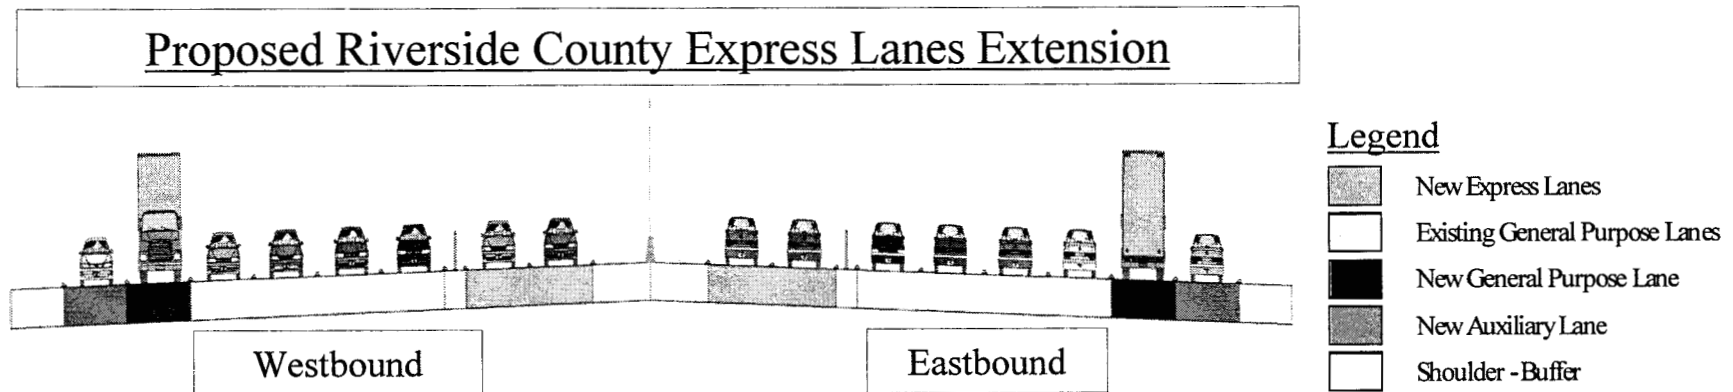 Proposed Riverside County Express Lanes Extension
Legend
New Express Lanes
Existing General Purpose Lanes
New General Purpose Lane
New Auxiliary Lane
Shoulder - Buffer
Westbound
Eastbound